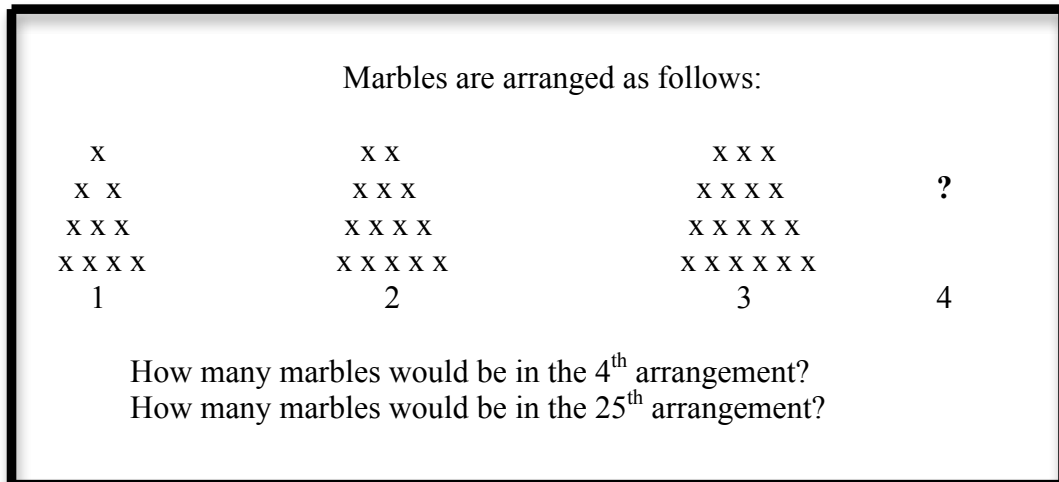 Marbles are arranged as follows:
x x x x x x
x x x x x x x x x ?
x x x x x x x x x x x x
x x x x x x x x x x x x x x x
1 2 3 4
How many marbles would be in the 4th arrangement?
How many marbles would be in the 25th arrangement?